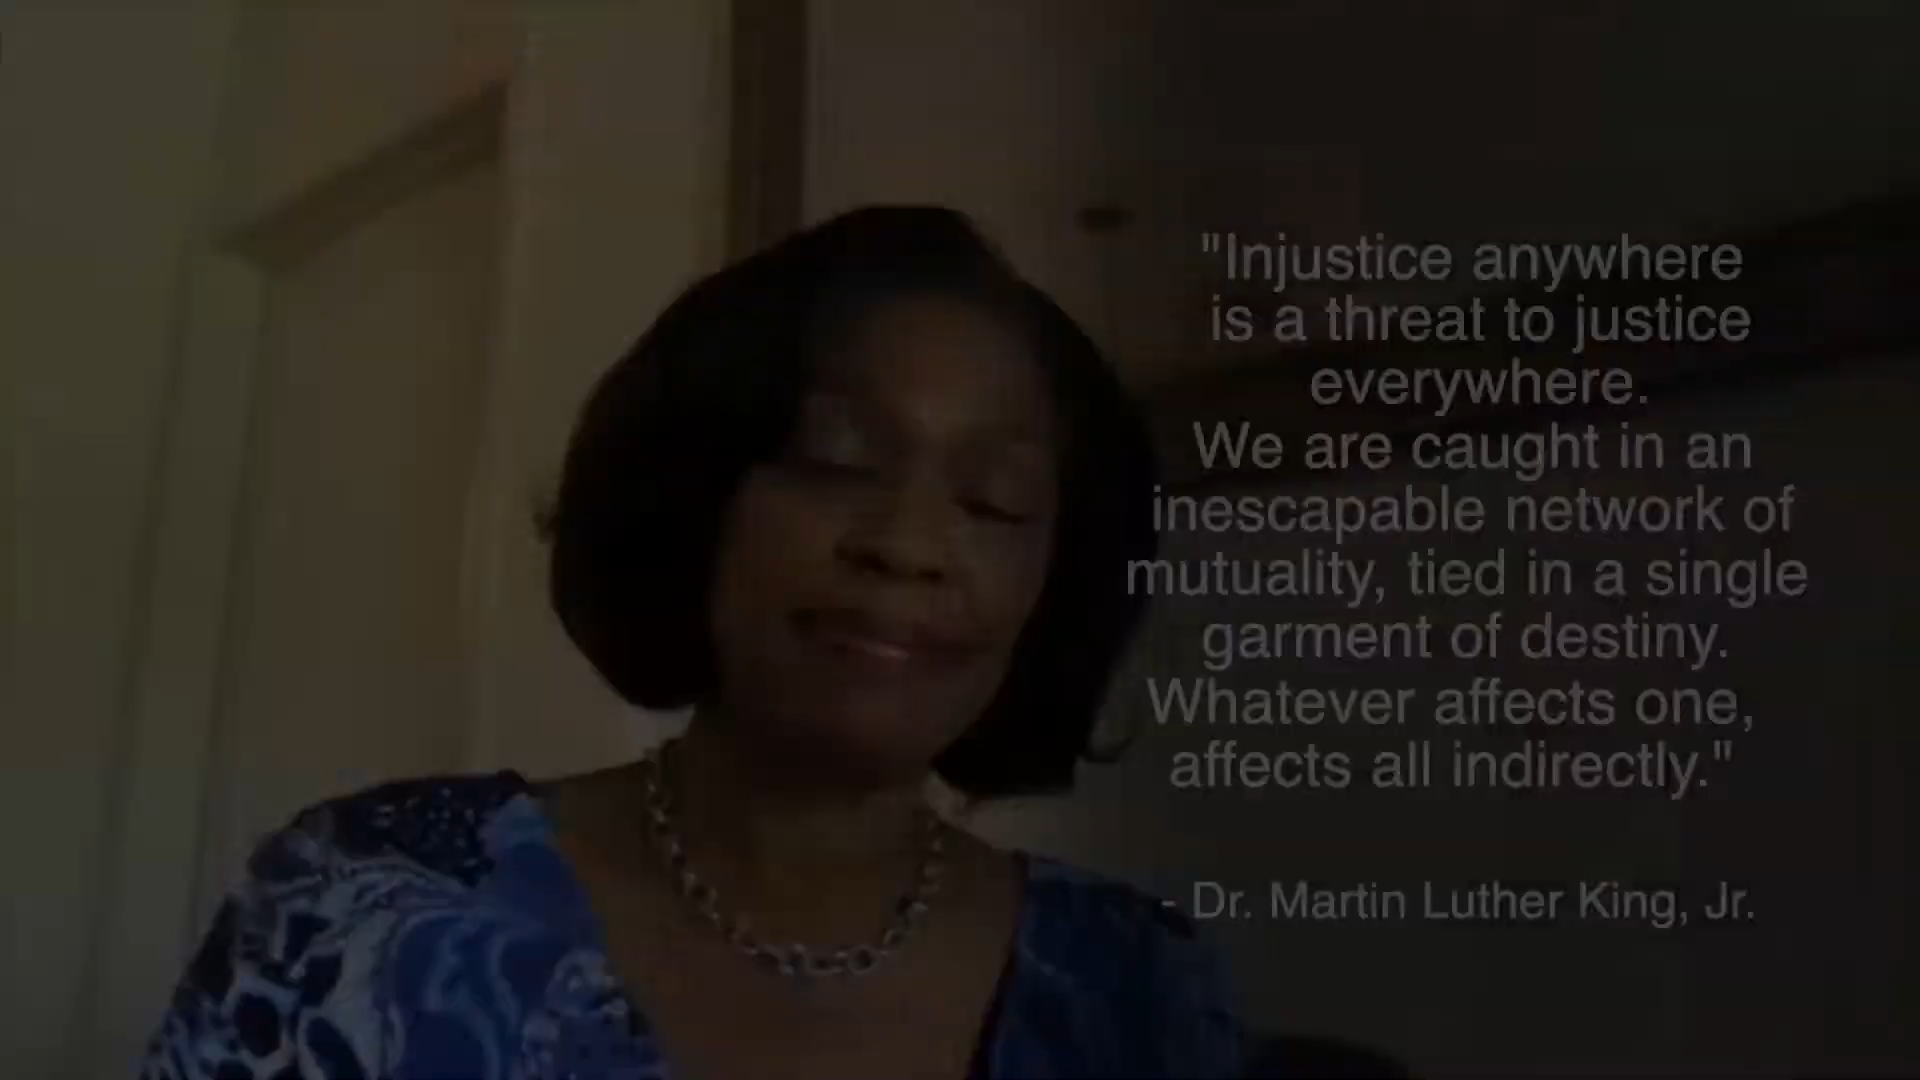 "Injustice anywhere
is a threat to justice
everywhere.
We are caught in an
inescapable network of
mutuality, tied in a single
garment of destiny.
Whatever affects one,
affects all indirectly."
- Dr. Martin Luther King, Jr.